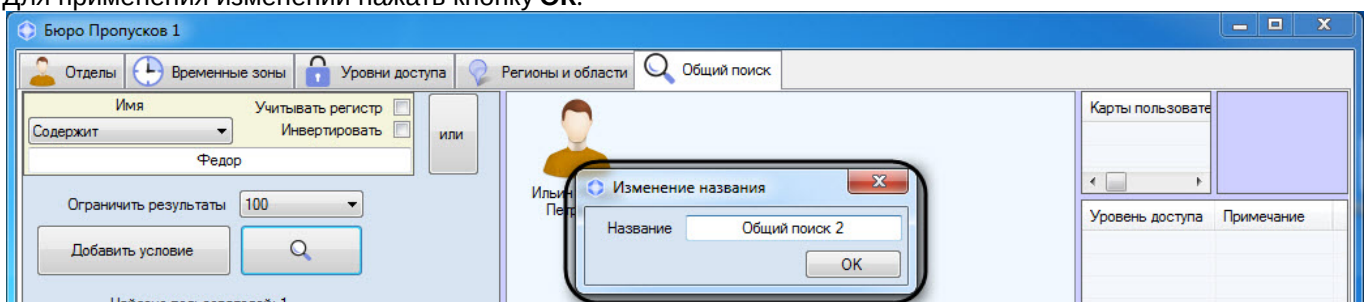 Для применения изменений нажать кнопку ОК.
Бюро Пропусков 1
Отделы
Временные зоны
Уровни доступа
Регионы и области
Общий поиск
Имя
Учитывать регистр
Содержит
Инвертировать
или
Федор
Ограничить результаты 100
Добавить условие
Изменение названия
Название Общий поиск 2
OK
Карты пользовате
Уровень доступа Примечание